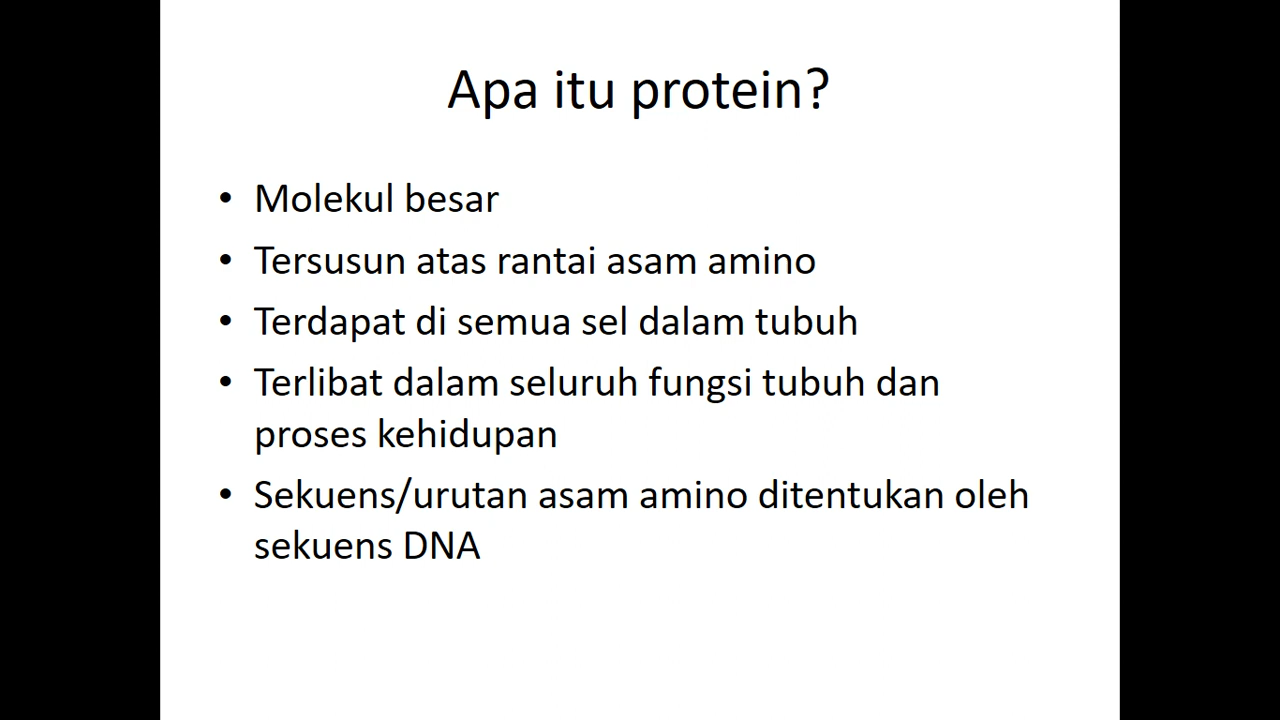 Apa itu protein?
• Molekul besar
• Tersusun atas rantai asam amino
• Terdapat di semua sel dalam tubuh
• Terlibat dalam seluruh fungsi tubuh dan
proses kehidupan
• Sekuens/urutan asam amino ditentukan oleh
sekuens DNA